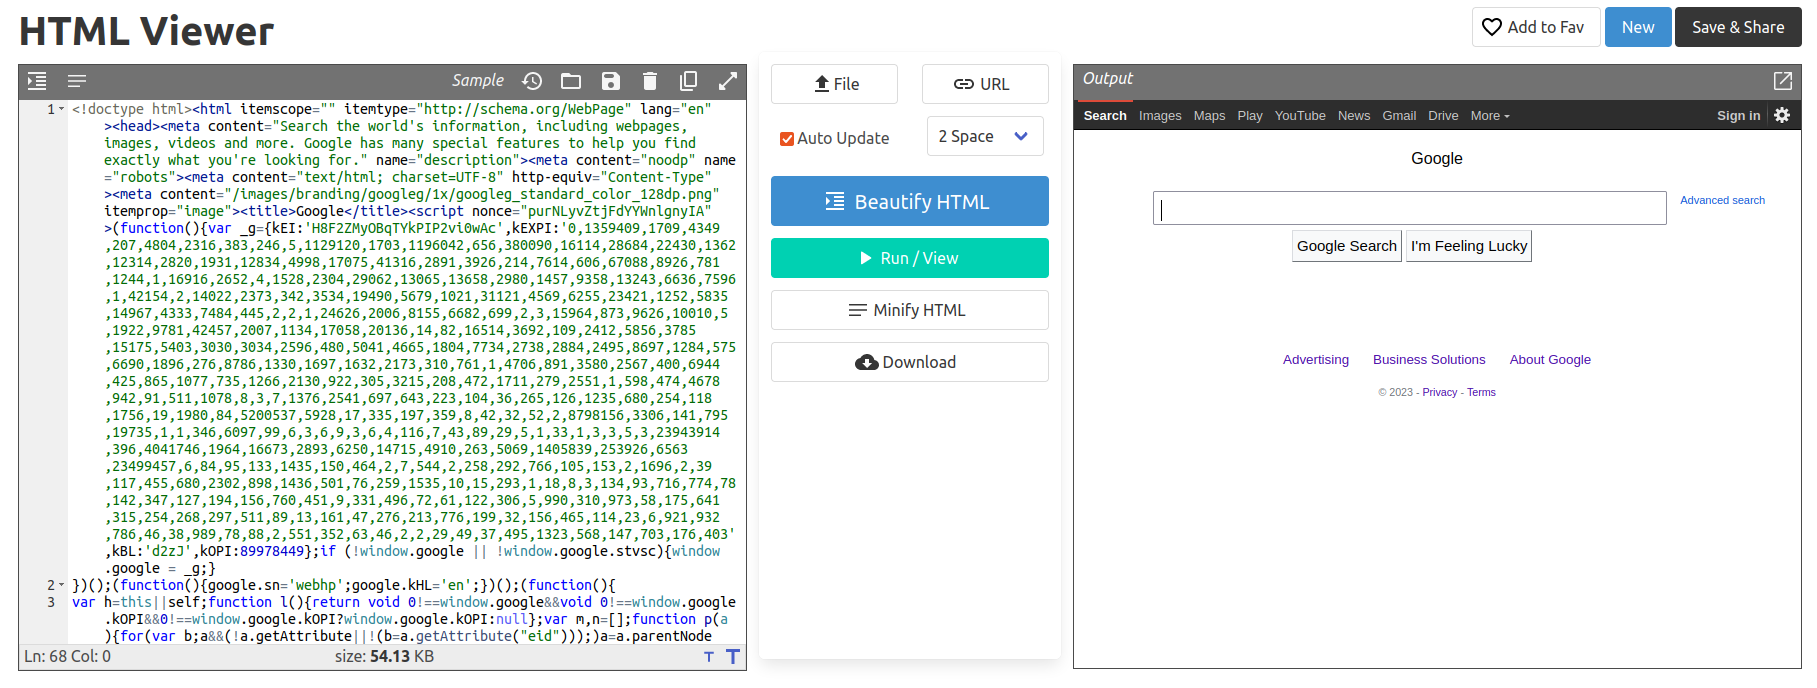 HTML Viewer
Add to Fav
New
Save & Share
Sample
1
<!doctype html><html itemscope="" itemtype="http://schema.org/WebPage" lang="en"
><head><meta content="Search the world's information, including webpages,
images, videos and more. Google has many special features to help you find
exactly what you're looking for." name="description"><meta content="noodp" name
="robots"><meta content="text/html; charset=UTF-8" http-equiv="Content-Type"
><meta content="/images/branding/googleg/1x/googleg_standard_color_128dp.png"
itemprop="image"><title>Google</title><script nonce="purNLyvZtjFdYYWnlgnyIA"
>(function(){var _g={kEI:'H8F2ZMyOBqTYkPIP2vi0wAc',kEXPI:'0,1359409,1709,4349
,207,4804,2316,383,246,5,1129120,1703,1196042,656,380090,16114,28684,22430,1362
,12314,2820,1931,12834,4998,17075,41316,2891,3926,214,7614,606,67088,8926,781
,1244,1,16916,2652,4,1528,2304,29062,13065,13658,2980,1457,9358,13243,6636,7596
,1,42154,2,14022,2373,342,3534,19490,5679,1021,31121,4569,6255,23421,1252,5835
,14967,4333,7484,445,2,2,1,24626,2006,8155,6682,699,2,3,15964,873,9626,10010,5
,1922,9781,42457,2007,1134,17058,20136,14,82,16514,3692,109,2412,5856,3785
,15175,5403,3030,3034,2596,480,5041,4665,1804,7734,2738,2884,2495,8697,1284,575
,6690,1896,276,8786,1330,1697,1632,2173,310,761,1,4706,891,3580,2567,400,6944
,425,865,1077,735,1266,2130,922,305,3215,208,472,1711,279,2551,1,598,474,4678
,942,91,511,1078,8,3,7,1376,2541,697,643,223,104,36,265,126,1235,680,254,118
,1756,19,1980,84,5200537,5928,17,335,197,359,8,42,32,52,2,8798156,3306,141,795
,19735,1,1,346,6097,99,6,3,6,9,3,6,4,116,7,43,89,29,5,1,33,1,3,3,5,3,23943914
,396,4041746,1964,16673,2893,6250,14715,4910,263,5069,1405839,253926,6563
,23499457,6,84,95,133,1435,150,464,2,7,544,2,258,292,766,105,153,2,1696,2,39
,117,455,680,2302,898,1436,501,76,259,1535,10,15,293,1,18,8,3,134,93,716,774,78
,142,347,127,194,156,760,451,9,331,496,72,61,122,306,5,990,310,973,58,175,641
,315,254,268,297,511,89,13,161,47,276,213,776,199,32,156,465,114,23,6,921,932
,786,46,38,989,78,88,2,551,352,63,46,2,2,29,49,37,495,1323,568,147,703,176,403'
,kBL:'d2zJ',kOPI:89978449};if (!window.google || !window.google.stvsc){window
.google = _g;}
2
})();(function(){google.sn='webhp';google.kHL='en';})();(function(){
3
var h=this||self;function l(){return void 0!==window.google&&void 0!==window.google
.kOPI&&0!==window.google.kOPI?window.google.kOPI:null};var m,n=[];function p(a
){for(var b;a&&(!a.getAttribute||!(b=a.getAttribute("eid")));)a=a.parentNode
Ln: 68 Col: 0
size: 54.13 KB
T T
File
URL
Auto Update
2 Space
Beautify HTML
Run / View
Minify HTML
Download
Output
Search Images Maps Play YouTube News Gmail Drive More Sign in
Google
Advanced search
Google Search I'm Feeling Lucky
Advertising Business Solutions About Google
© 2023 - Privacy - Terms